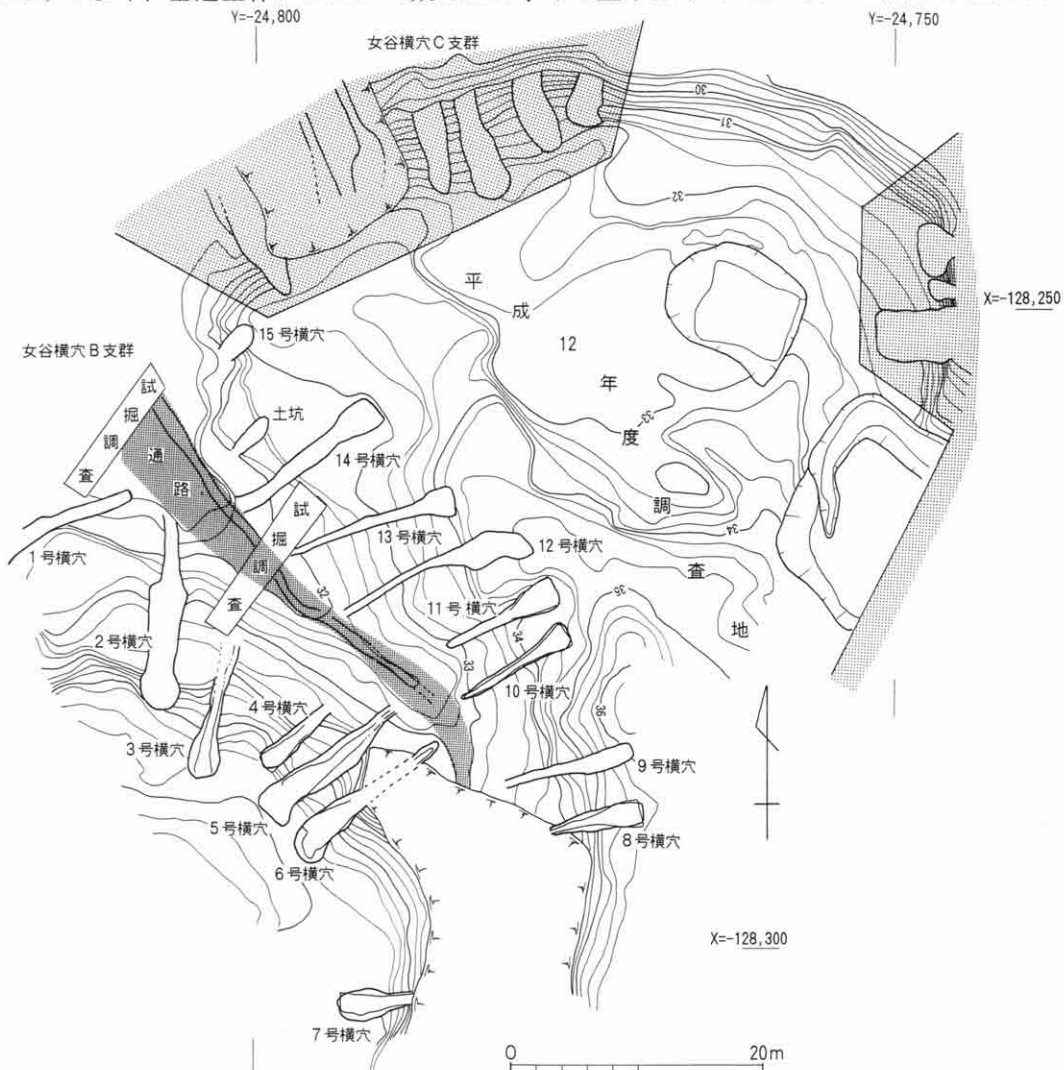 Y=-24,800
Y=-24,750
女谷横穴C支群
30
31
32
平成12年度調査地
X=-128,250
15号横穴
女谷横穴B支群
試掘調査
通路
土坑
14号横穴
33
試掘調査
13号横穴
34
1号横穴
12号横穴
32
35
11号横穴
2号横穴
34
33
10号横穴
36
4号横穴
3号横穴
9号横穴
5号横穴
8号横穴
6号横穴
X=-128,300
7号横穴
0
20m